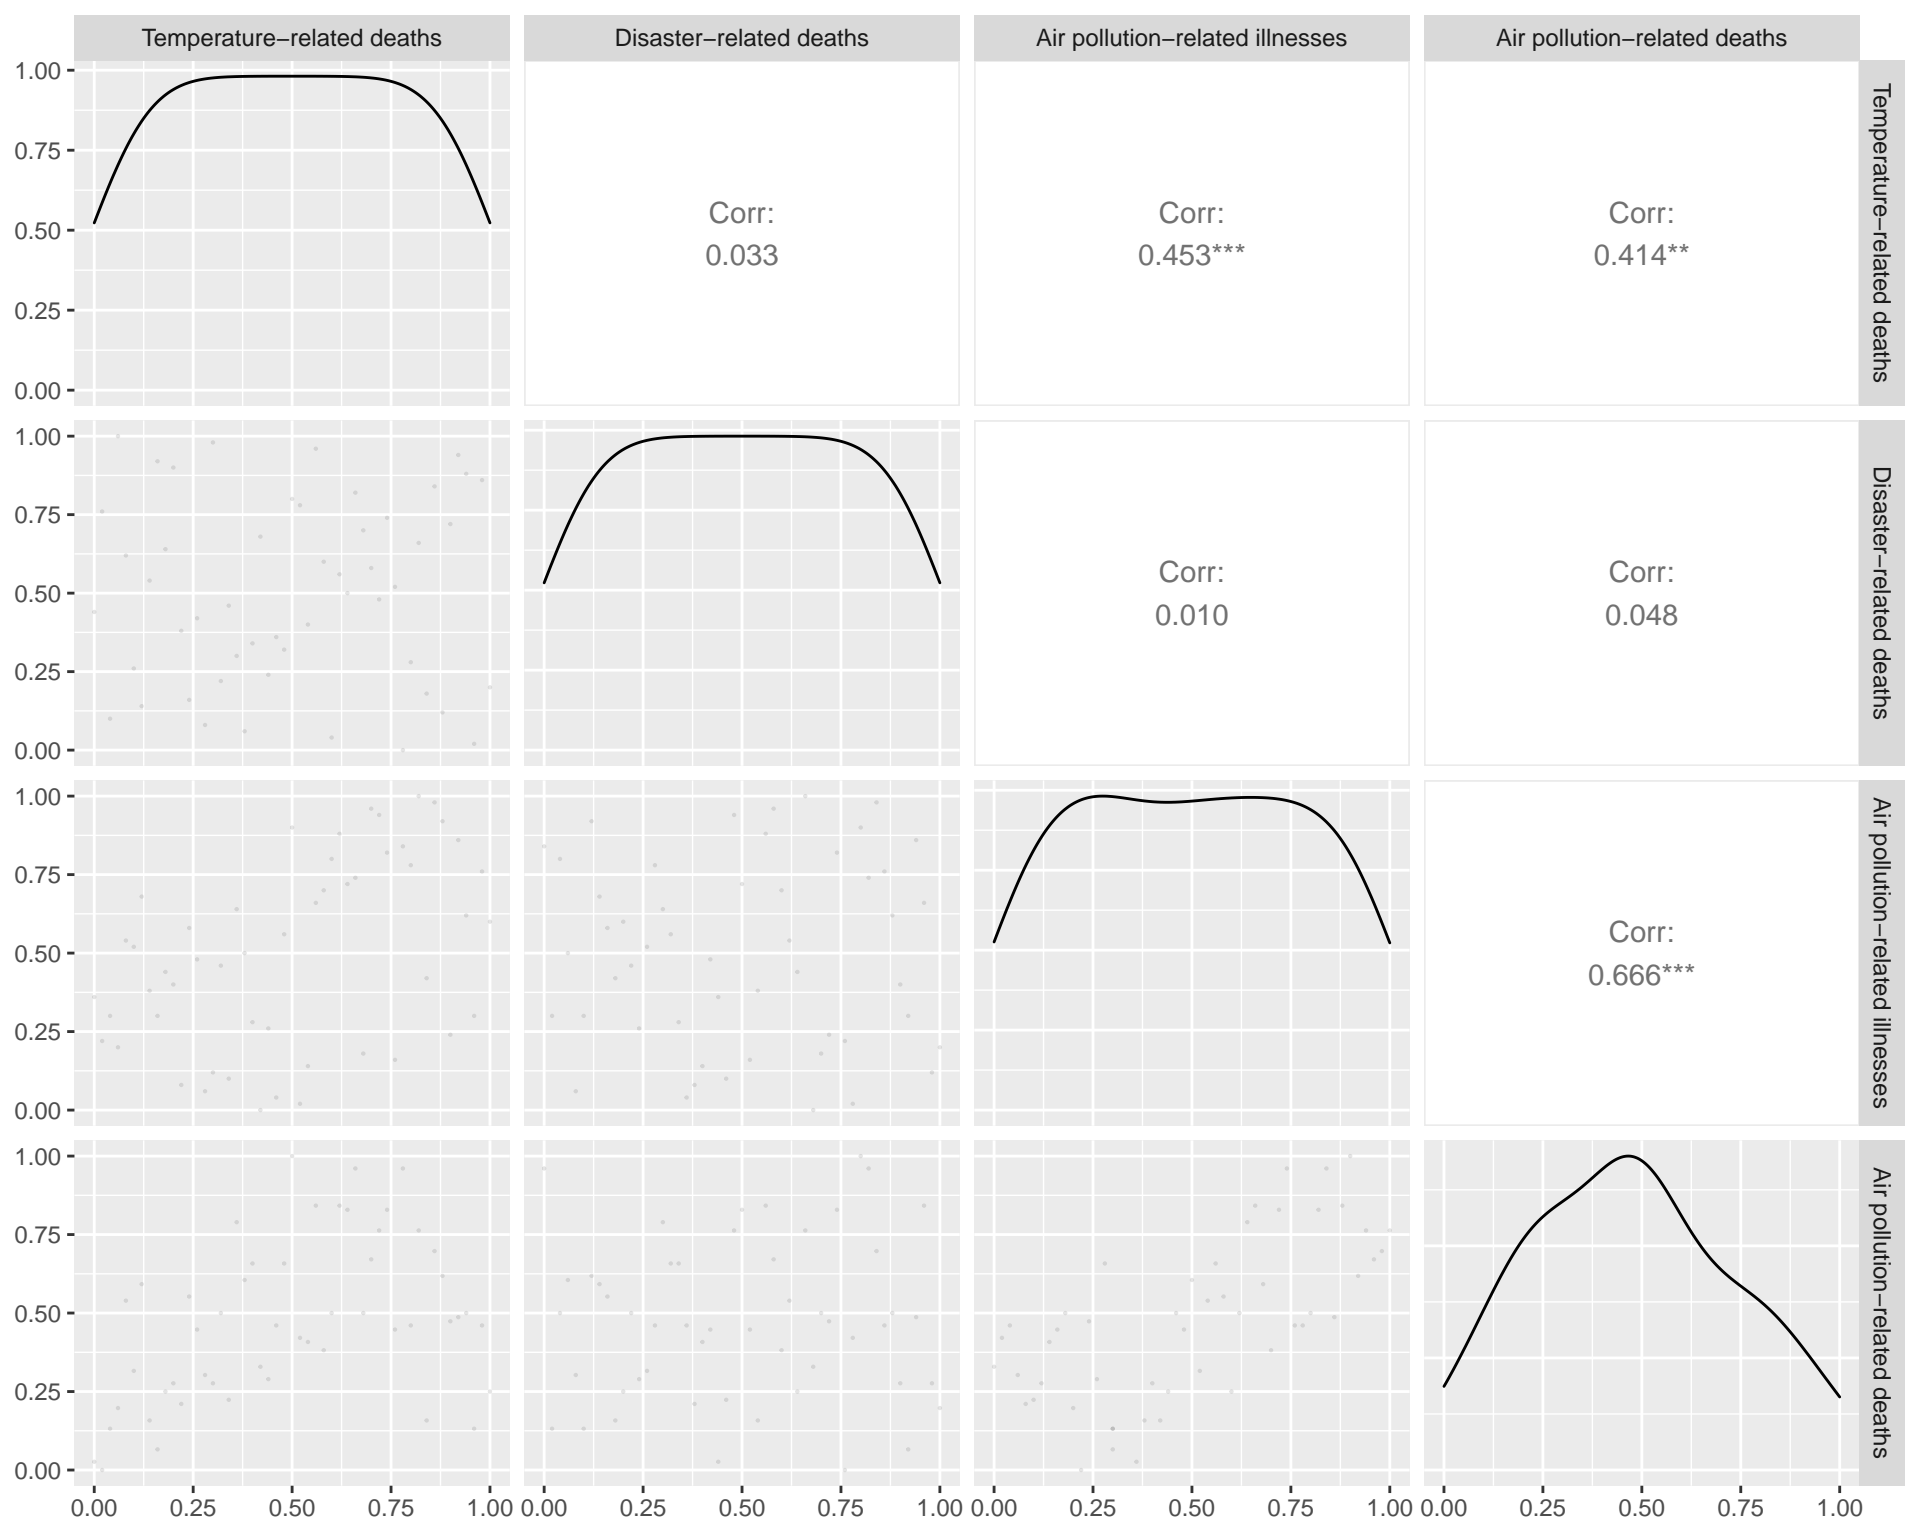 Temperature−related deaths
Disaster−related deaths
Air pollution−related illnesses
Air pollution−related deaths
1.00
0.75
0.50
0.25
0.00
Corr:
0.033
Corr:
0.453***
Corr:
0.414**
Temperature−related deaths
1.00
0.75
0.50
0.25
0.00
Corr:
0.010
Corr:
0.048
Disaster−related deaths
1.00
0.75
0.50
0.25
0.00
Corr:
0.666***
Air pollution−related illnesses
1.00
0.75
0.50
0.25
0.00
Air pollution−related deaths
0.00 0.25 0.50 0.75 1.00
0.00 0.25 0.50 0.75 1.00
0.00 0.25 0.50 0.75 1.00
0.00 0.25 0.50 0.75 1.00